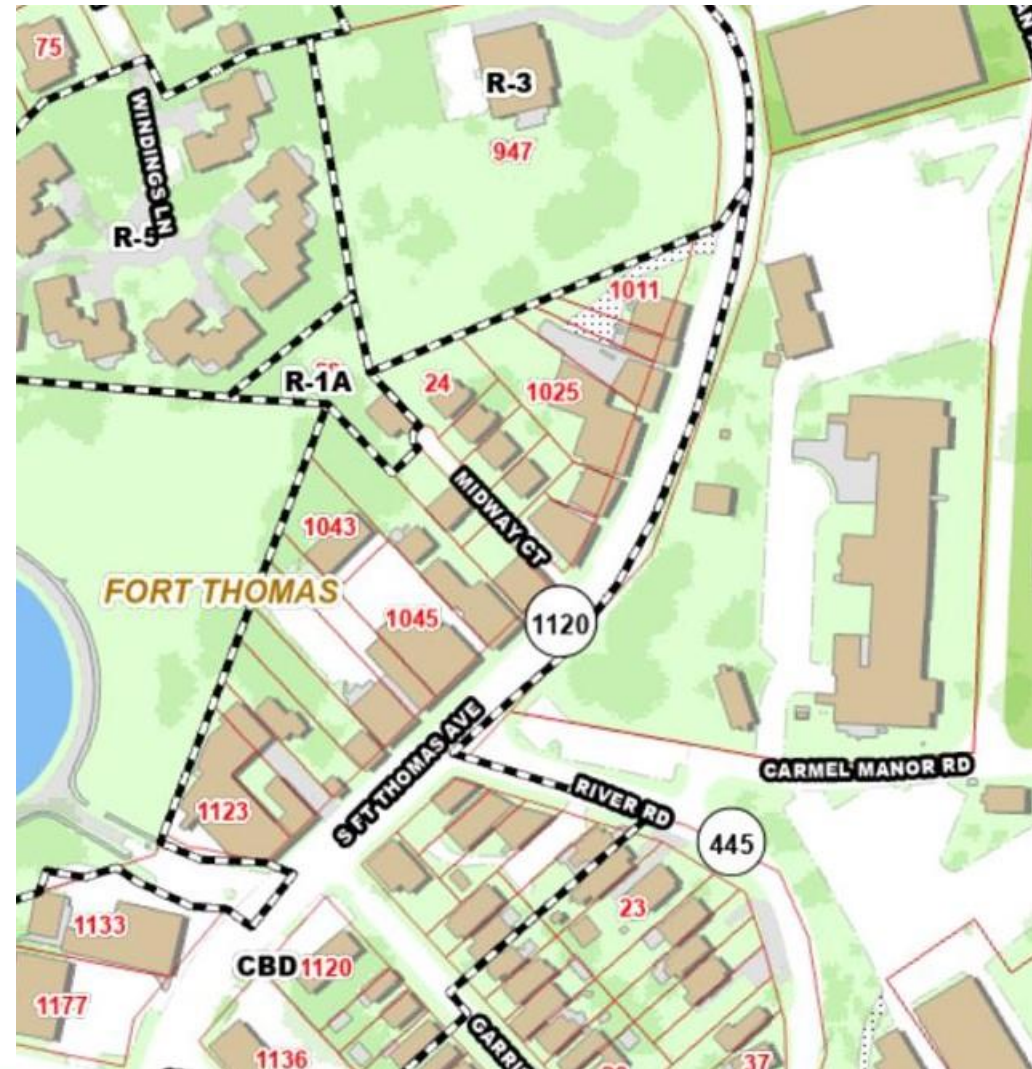 75
R-3
WINDINGS LN
947
R-5
1011
R-1A
24
1025
MIDWAY CT
1043
FORT THOMAS
1045
1120
S FT THOMAS AVE
CARMEL MANOR RD
RIVER RD
1123
445
23
1133
CBD
1120
1177
1136
37